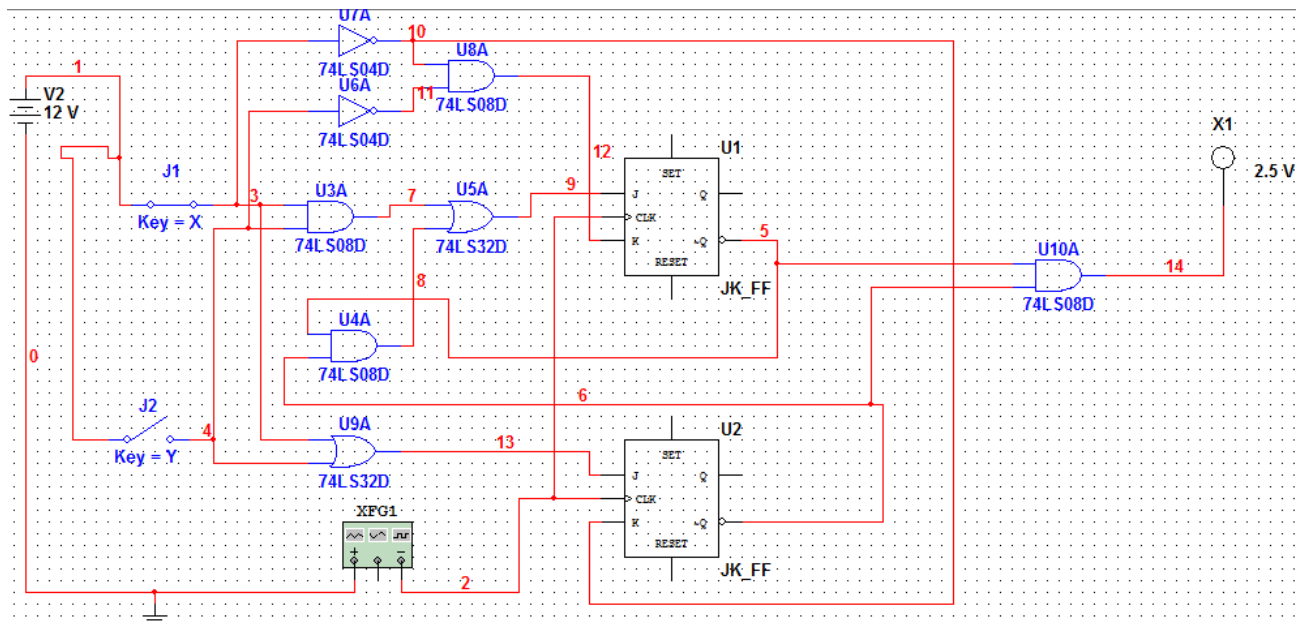 U7A
10
74LS04D
U8A
1
V2
12 V
U6A
11
74LS08D
74LS04D
X1
2.5 V
J1
12
U1
SET
3
U3A
7
U5A
9
J
Q
Key = X
CLK
74LS08D
74LS32D
K
~Q
5
RESET
U10A
14
8
JK_FF
74LS08D
U4A
0
74LS08D
6
J2
4
U9A
13
U2
SET
Key = Y
74LS32D
J
Q
CLK
XFG1
K
~Q
RESET
+
−
2
JK_FF